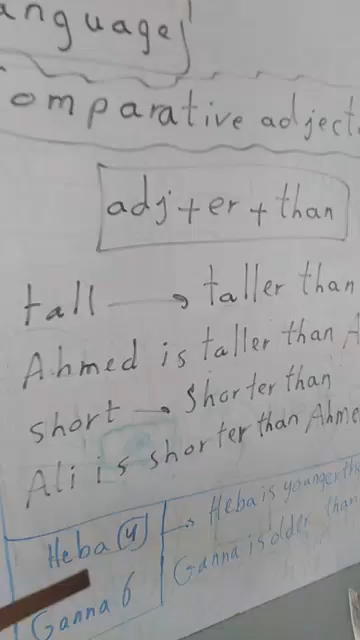 anguage
omparative adject
adj + er + than
tall → taller than
Ahmed is taller than A
short → shorter than
Ali is shorter than Ahme
Heba (4) → Heba is younger tha
Ganna 6 Ganna is older than